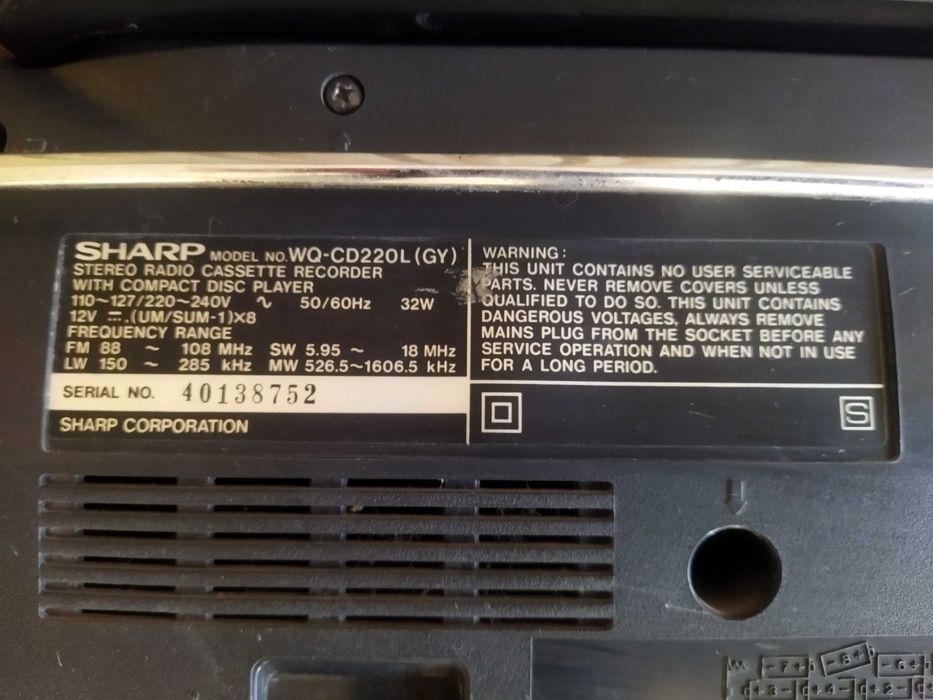 SHARP MODEL NO. WQ-CD220L (GY)
STEREO RADIO CASSETTE RECORDER
WITH COMPACT DISC PLAYER
110~127/220~240V ∿ 50/60Hz 32W
12V ⎓ (UM/SUM-1)×8
FREQUENCY RANGE
FM 88 ~ 108 MHz SW 5.95 ~ 18 MHz
LW 150 ~ 285 kHz MW 526.5~1606.5 kHz
SERIAL NO. 40138752
SHARP CORPORATION
WARNING:
THIS UNIT CONTAINS NO USER SERVICEABLE
PARTS. NEVER REMOVE COVERS UNLESS
QUALIFIED TO DO SO. THIS UNIT CONTAINS
DANGEROUS VOLTAGES, ALWAYS REMOVE
MAINS PLUG FROM THE SOCKET BEFORE ANY
SERVICE OPERATION AND WHEN NOT IN USE
FOR A LONG PERIOD.
S
-7+ -8+ -6+